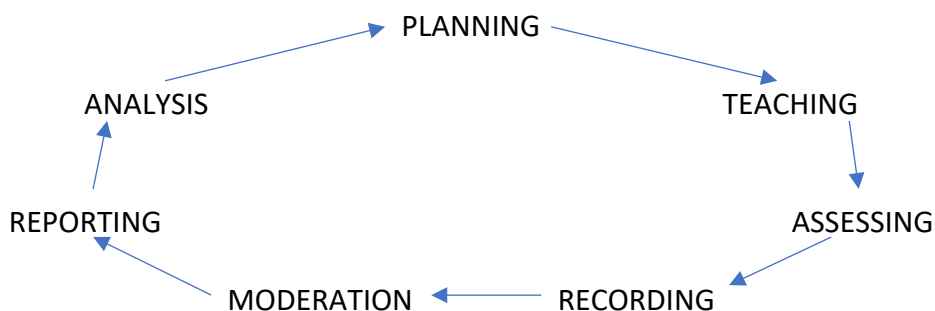 PLANNING
TEACHING
ASSESSING
RECORDING
MODERATION
REPORTING
ANALYSIS